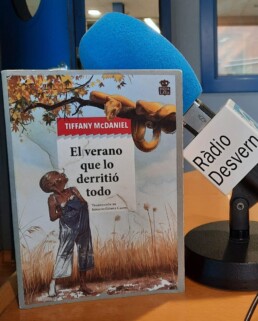 TIFFANY McDANIEL
El verano
que lo
derritió
todo
Ràdio
Desvern